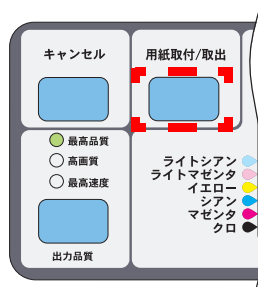 キャンセル
用紙取付/取出
最高品質
高画質
最高速度
出力品質
ライトシアン
ライトマゼンタ
イエロー
シアン
マゼンタ
クロ